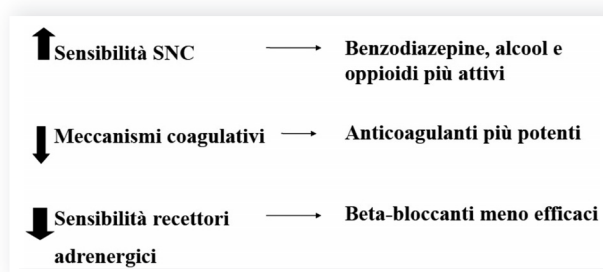 Sensibilità SNC
Benzodiazepine, alcool e
oppioidi più attivi
Meccanismi coagulativi
Anticoagulanti più potenti
Sensibilità recettori
adrenergici
Beta-bloccanti meno efficaci